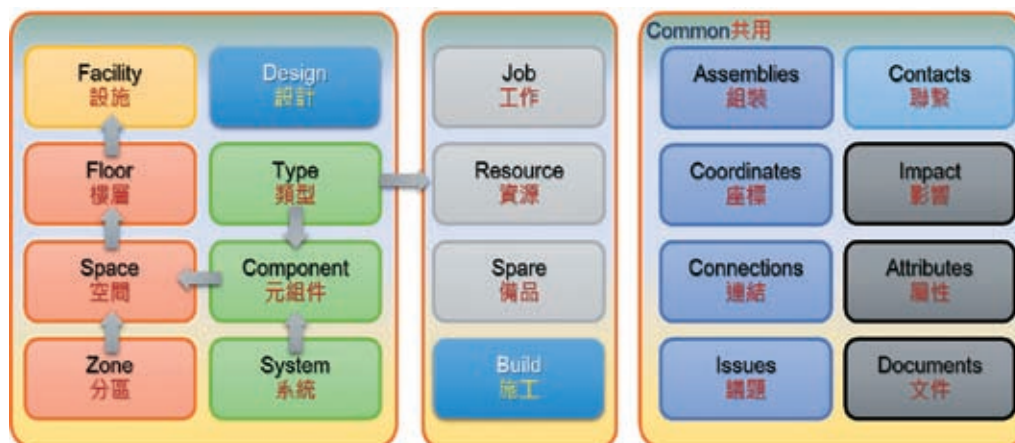 Facility
設施
Design
設計
Floor
樓層
Type
類型
Space
空間
Component
元組件
Zone
分區
System
系統
Job
工作
Resource
資源
Spare
備品
Build
施工
Common共用
Assemblies
組裝
Contacts
聯繫
Coordinates
座標
Impact
影響
Connections
連結
Attributes
屬性
Issues
議題
Documents
文件